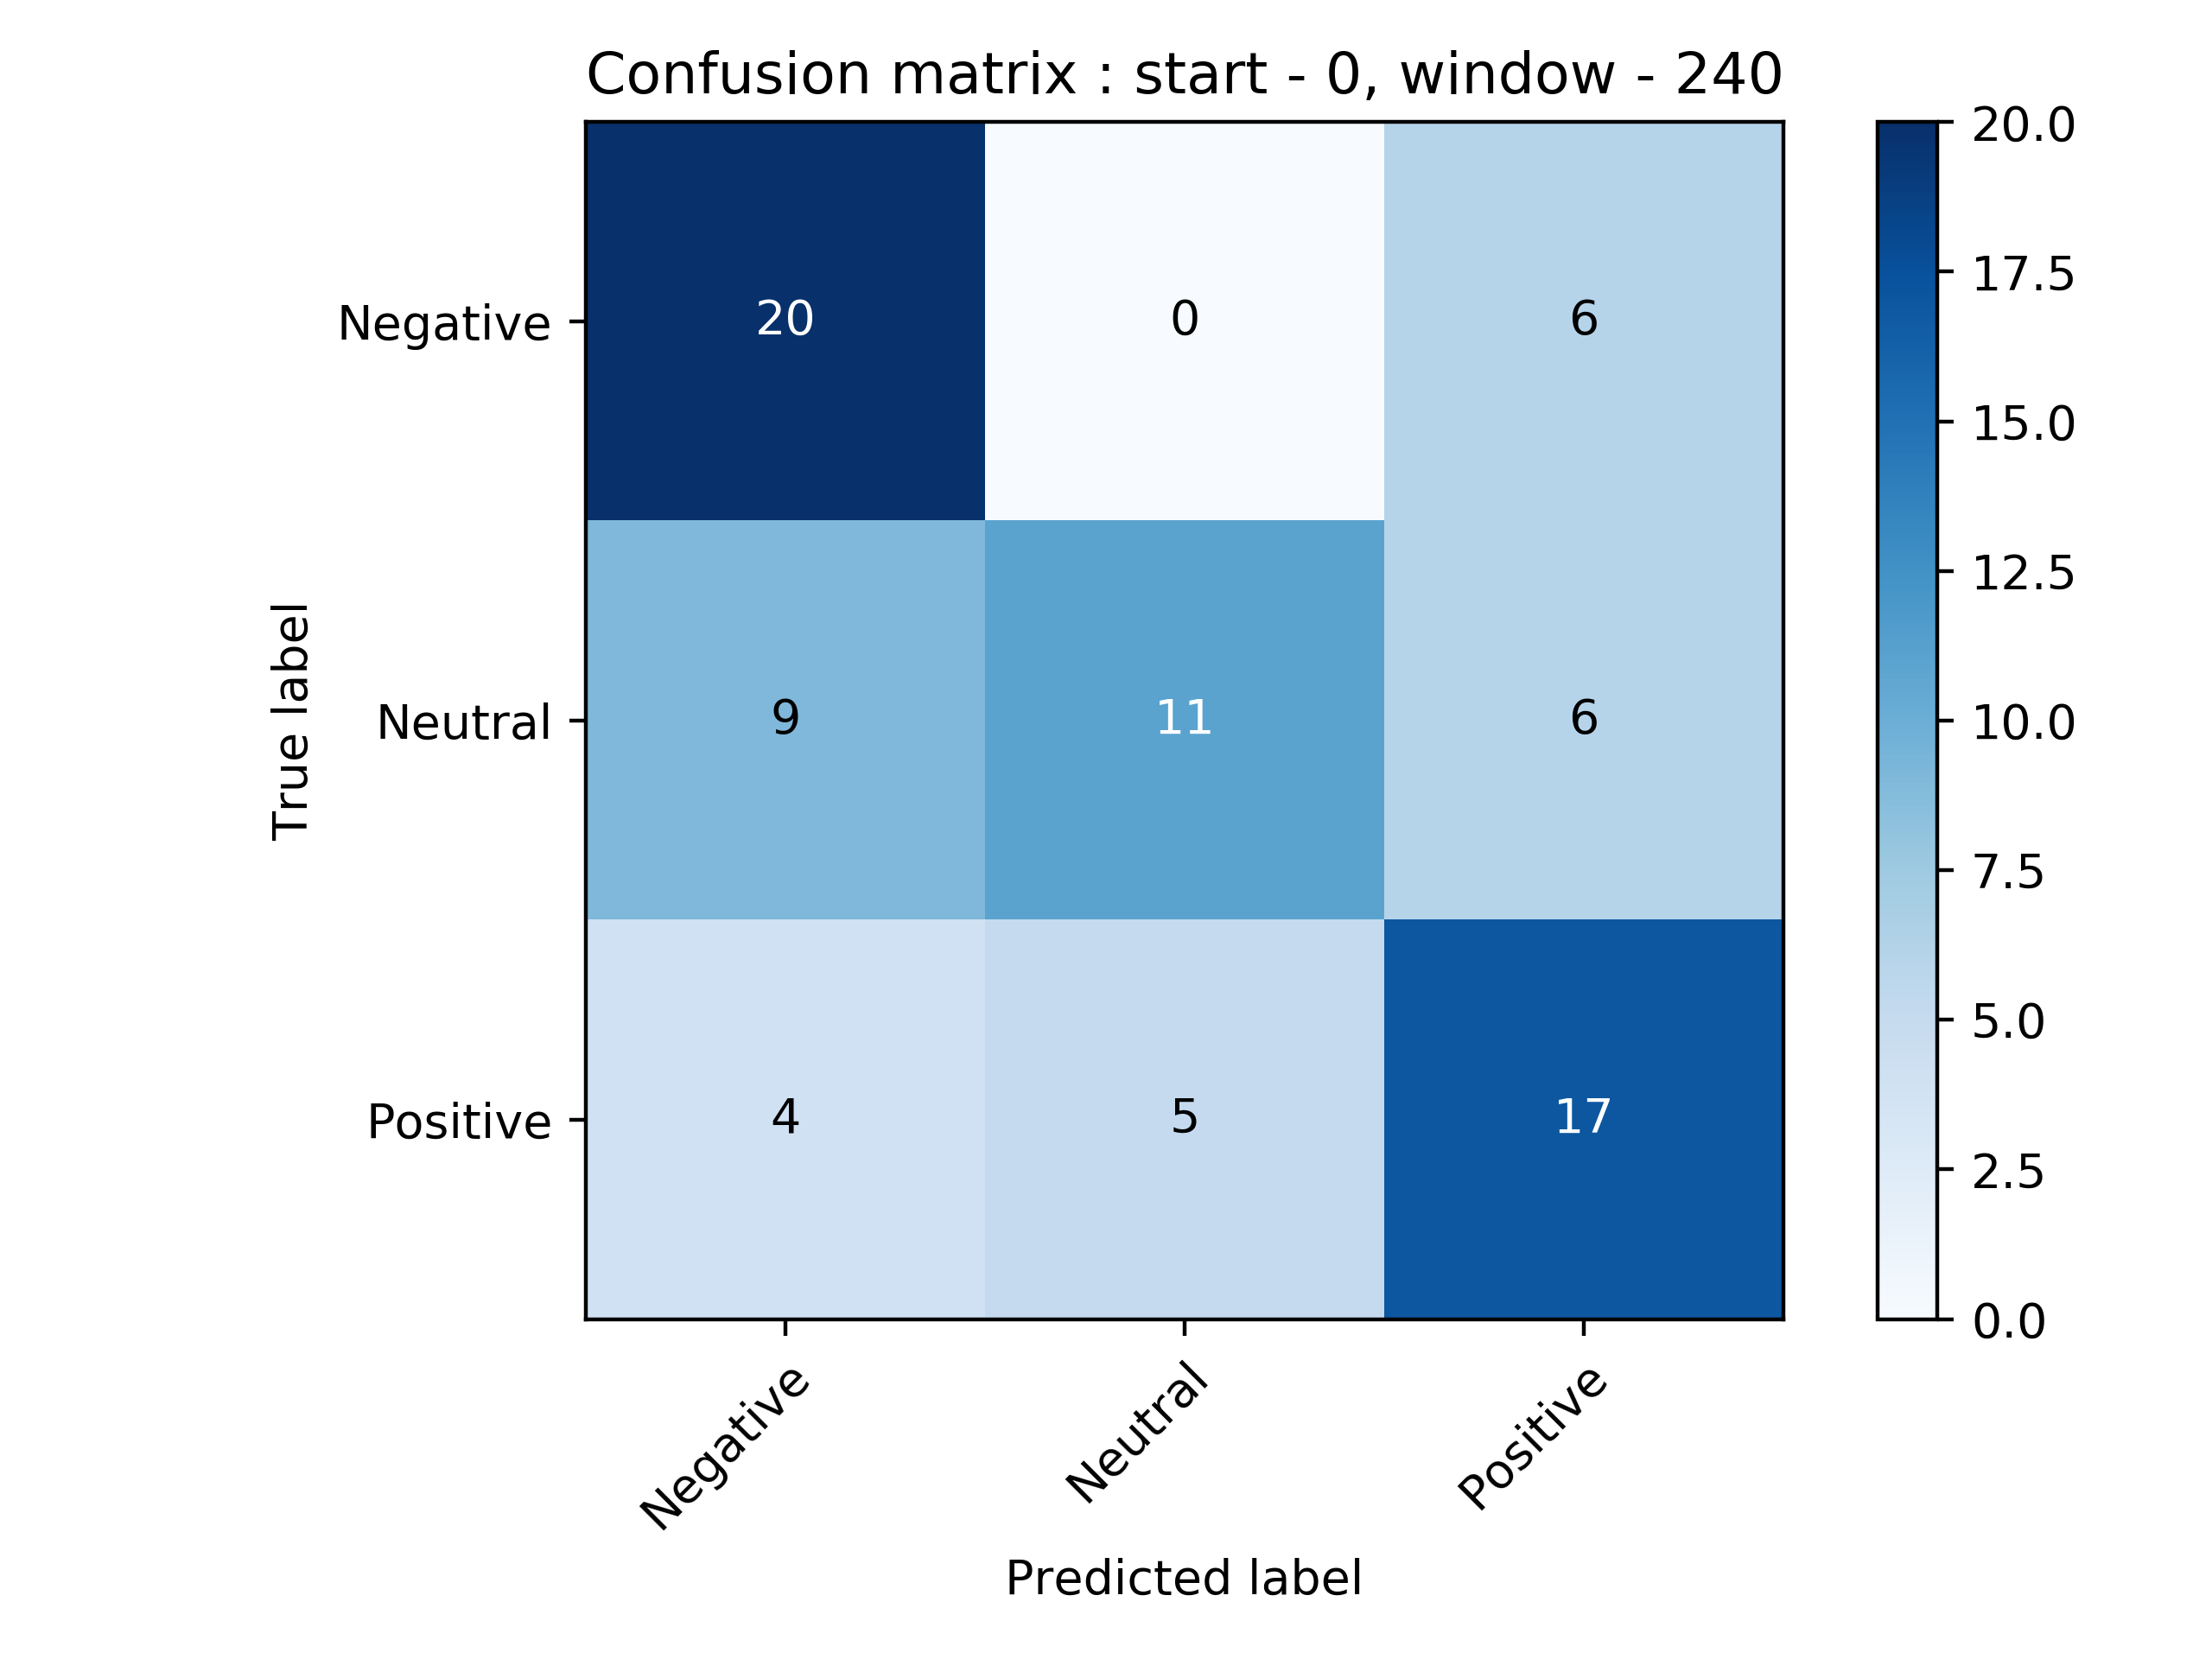 Confusion matrix : start - 0, window - 240
True label
Negative
Neutral
Positive
20 0 6
9 11 6
4 5 17
Negative Neutral Positive
Predicted label
20.0
17.5
15.0
12.5
10.0
7.5
5.0
2.5
0.0